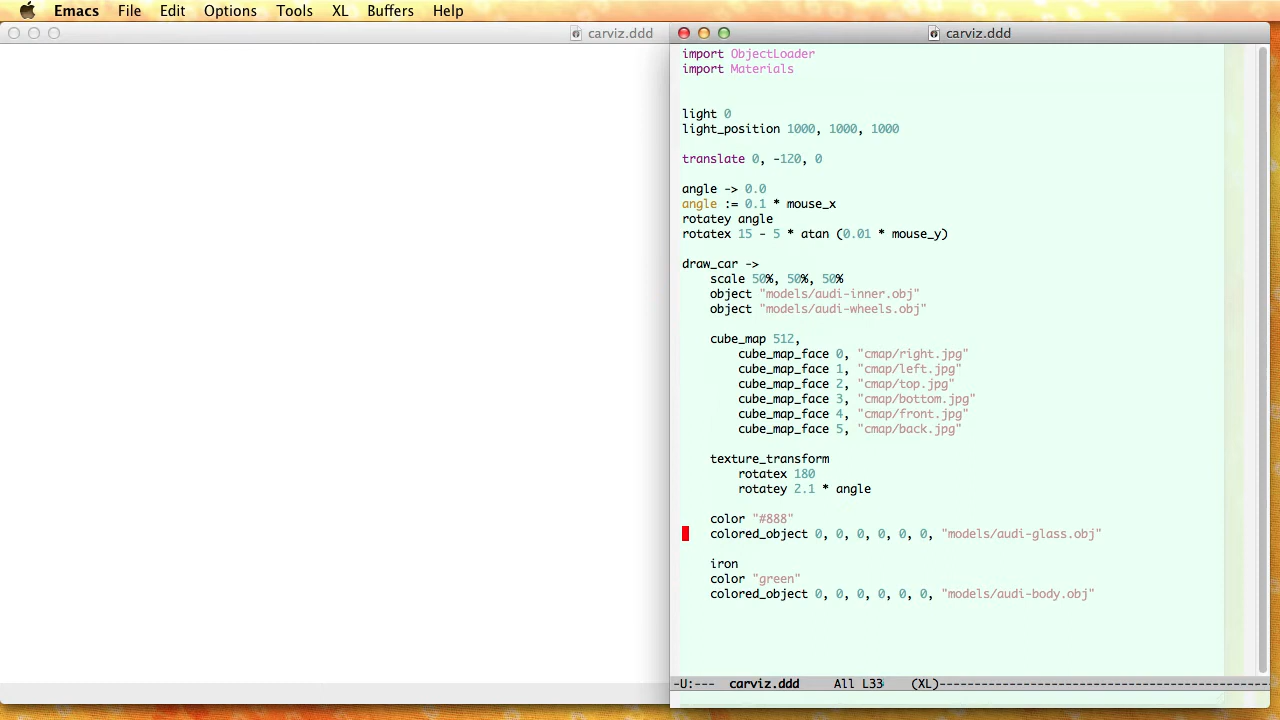 Emacs File Edit Options Tools XL Buffers Help
carviz.ddd
carviz.ddd
import ObjectLoader
import Materials
light 0
light_position 1000, 1000, 1000
translate 0, -120, 0
angle -> 0.0
angle := 0.1 * mouse_x
rotatey angle
rotatex 15 - 5 * atan (0.01 * mouse_y)
draw_car ->
scale 50%, 50%, 50%
object "models/audi-inner.obj"
object "models/audi-wheels.obj"
cube_map 512,
cube_map_face 0, "cmap/right.jpg"
cube_map_face 1, "cmap/left.jpg"
cube_map_face 2, "cmap/top.jpg"
cube_map_face 3, "cmap/bottom.jpg"
cube_map_face 4, "cmap/front.jpg"
cube_map_face 5, "cmap/back.jpg"
texture_transform
rotatex 180
rotatey 2.1 * angle
color "#888"
colored_object 0, 0, 0, 0, 0, 0, "models/audi-glass.obj"
iron
color "green"
colored_object 0, 0, 0, 0, 0, 0, "models/audi-body.obj"
-U:--- carviz.ddd All L33 (XL)-----------------------------------------------